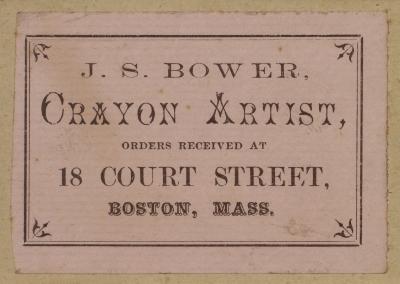 J. S. BOWER,
CRAYON ARTIST,
ORDERS RECEIVED AT
18 COURT STREET,
BOSTON, MASS.